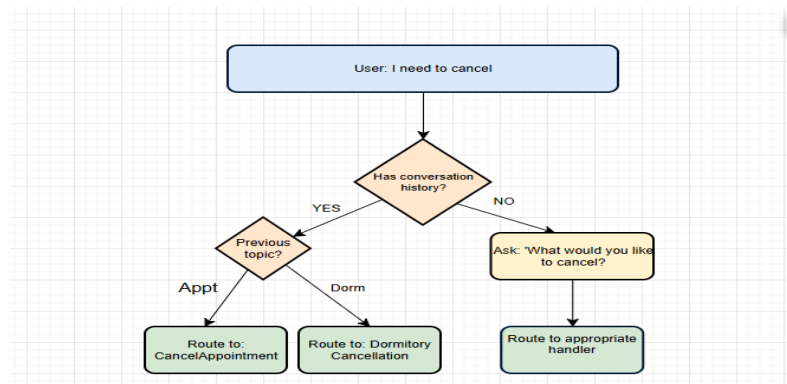 User: I need to cancel
Has conversation
history?
YES
NO
Previous
topic?
Ask: "What would you like
to cancel?
Appt
Dorm
Route to:
CancelAppointment
Route to: Dormitory
Cancellation
Route to appropriate
handler